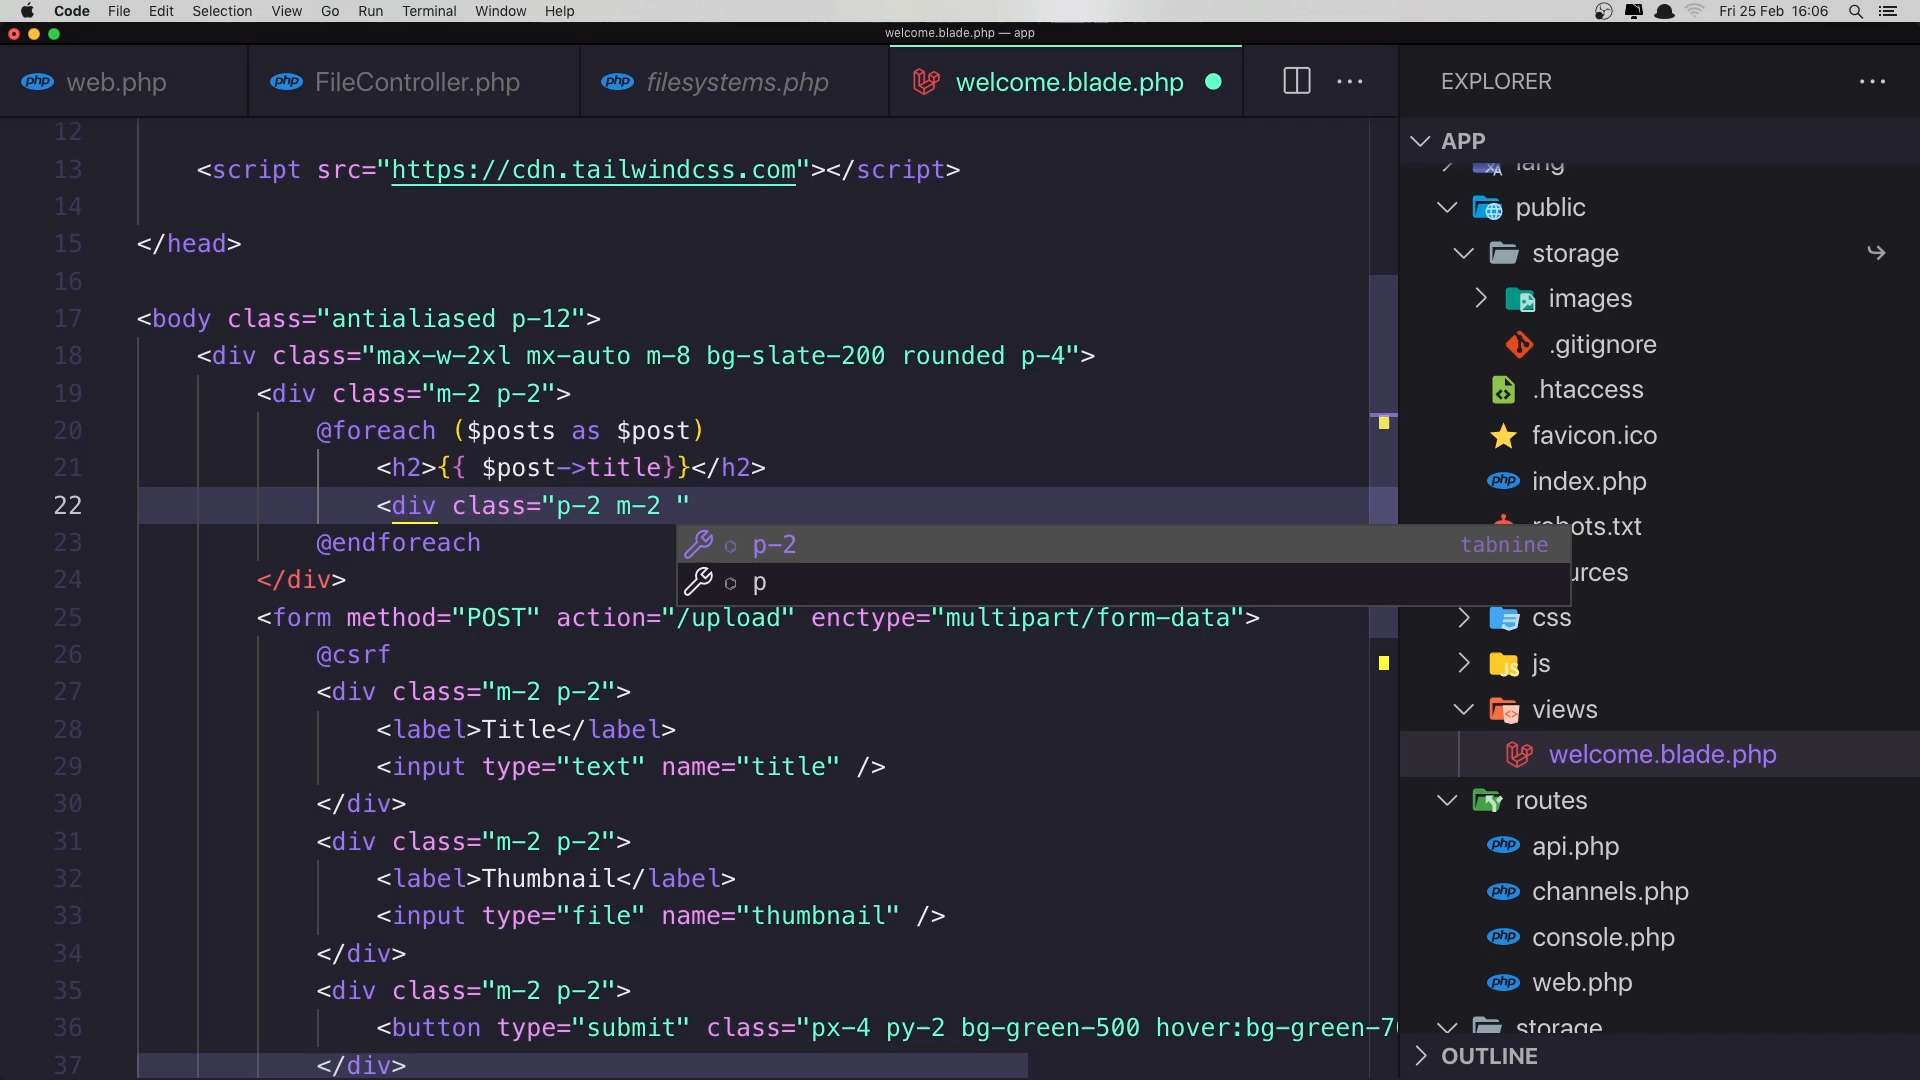 Code File Edit Selection View Go Run Terminal Window Help Fri 25 Feb 16:06
welcome.blade.php — app
web.php FileController.php filesystems.php welcome.blade.php
12
13 <script src="https://cdn.tailwindcss.com"></script>
14
15 </head>
16
17 <body class="antialiased p-12">
18 <div class="max-w-2xl mx-auto m-8 bg-slate-200 rounded p-4">
19 <div class="m-2 p-2">
20 @foreach ($posts as $post)
21 <h2>{{ $post->title}}</h2>
22 <div class="p-2 m-2 "
p-2 tabnine
p
23 @endforeach
24 </div>
25 <form method="POST" action="/upload" enctype="multipart/form-data">
26 @csrf
27 <div class="m-2 p-2">
28 <label>Title</label>
29 <input type="text" name="title" />
30 </div>
31 <div class="m-2 p-2">
32 <label>Thumbnail</label>
33 <input type="file" name="thumbnail" />
34 </div>
35 <div class="m-2 p-2">
36 <button type="submit" class="px-4 py-2 bg-green-500 hover:bg-green-7
37 </div>
EXPLORER
APP
lang
public
storage
images
.gitignore
.htaccess
favicon.ico
index.php
robots.txt
urces
css
js
views
welcome.blade.php
routes
api.php
channels.php
console.php
web.php
storage
OUTLINE